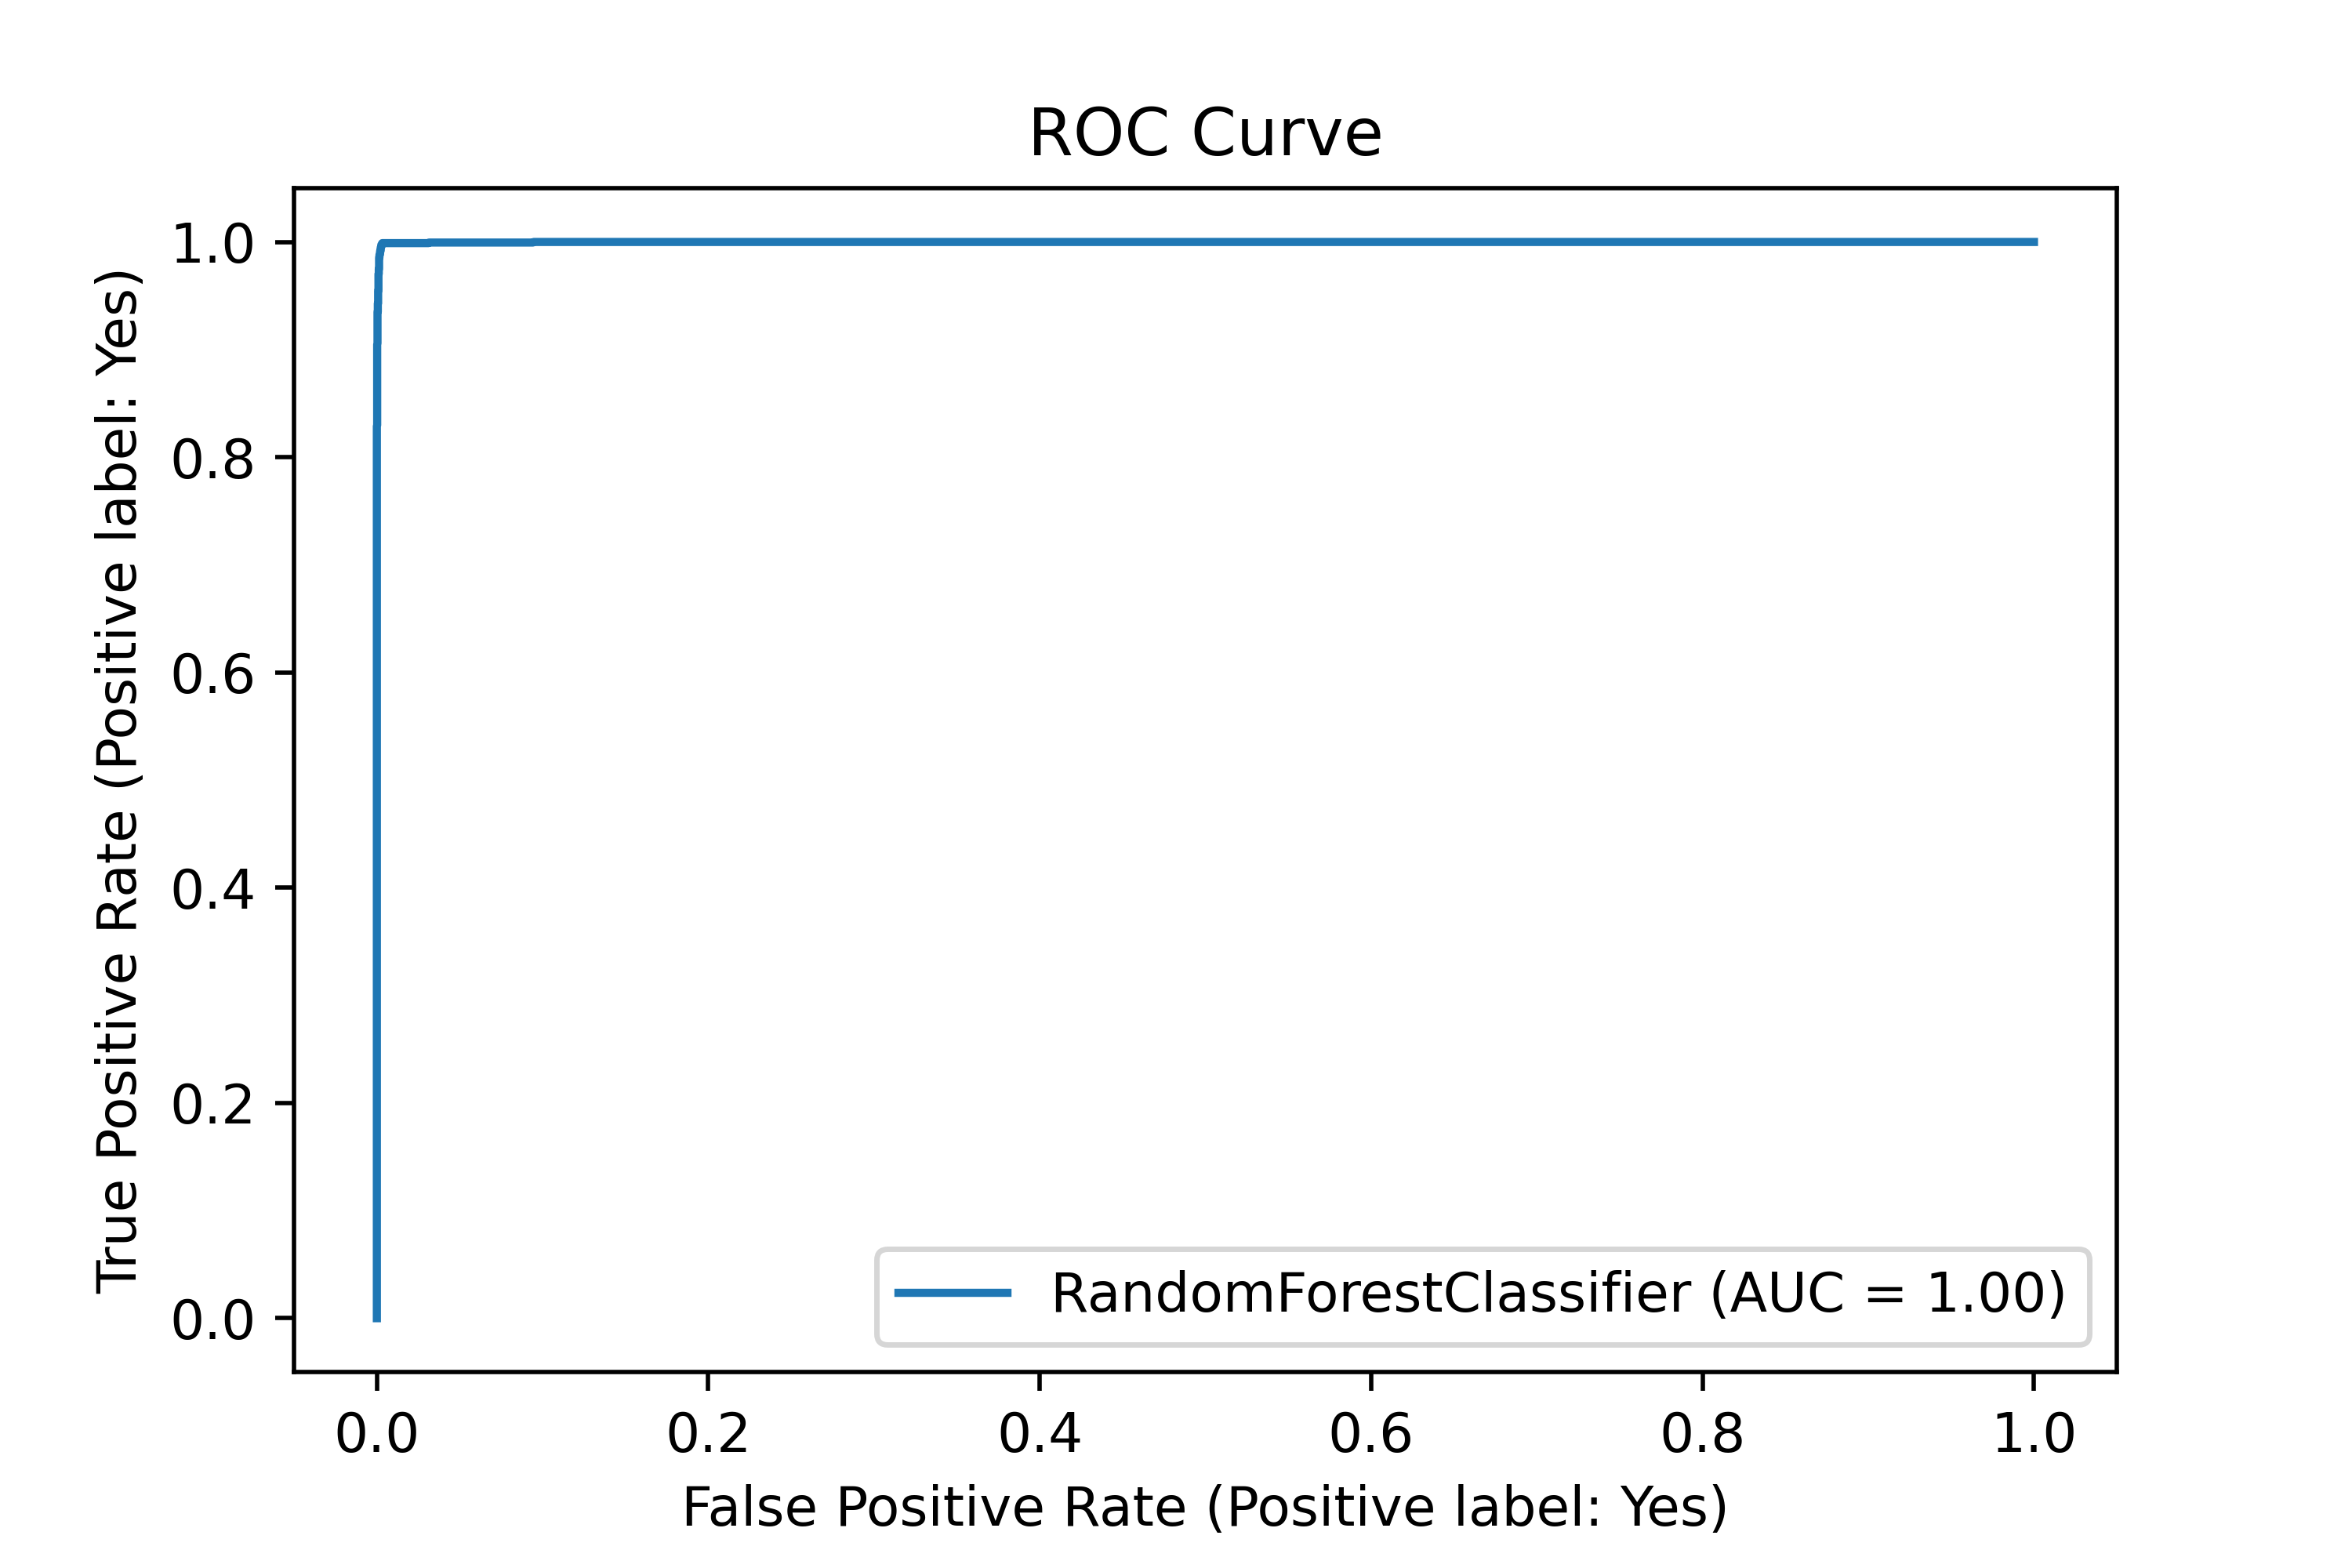 ROC Curve
True Positive Rate (Positive label: Yes)
1.0
0.8
0.6
0.4
0.2
0.0
RandomForestClassifier (AUC = 1.00)
0.0 0.2 0.4 0.6 0.8 1.0
False Positive Rate (Positive label: Yes)